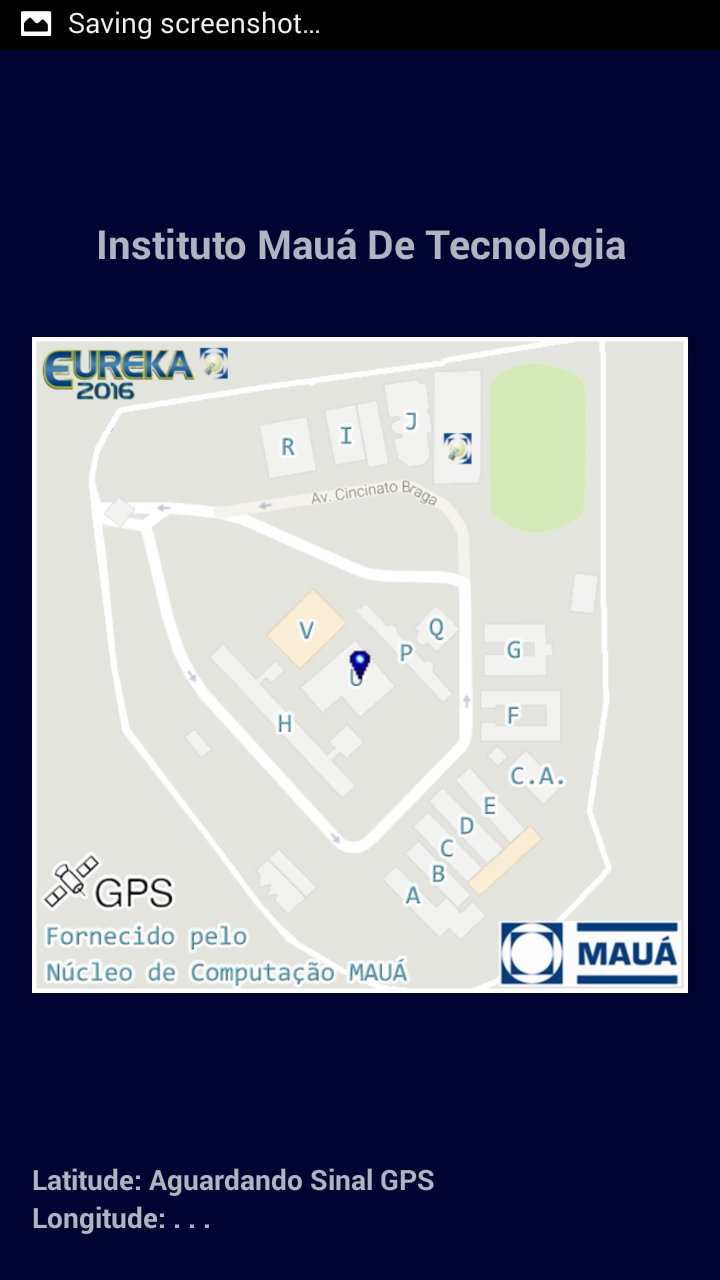 Saving screenshot...
Instituto Mauá De Tecnologia
EUREKA
2016
R
I
J
Av. Cincinato Braga
V
Q
P
G
U
H
F
C.A.
E
D
C
B
A
GPS
Fornecido pelo
Núcleo de Computação MAUÁ
MAUÁ
Latitude: Aguardando Sinal GPS
Longitude: . . .